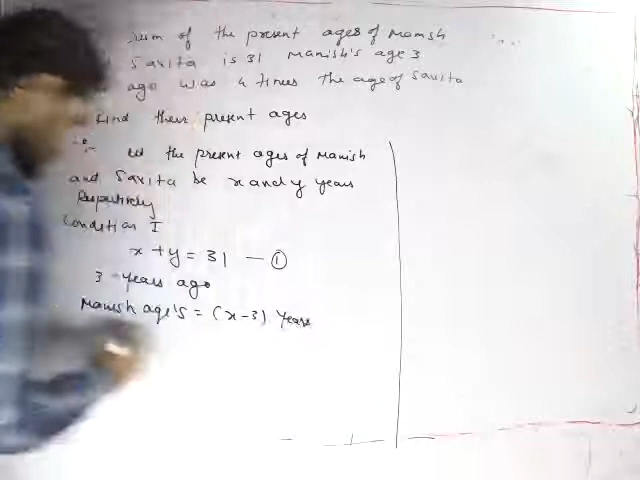 sum of the present ages of Manish
Savita is 31 Manish's age 3
ago was 4 times the age of Savita
Find their present ages
let the present ages of Manish
and Savita be x and y years
Respectively
Condition I
x + y = 31 — ①
3 years ago
Manish age's = (x - 3) years